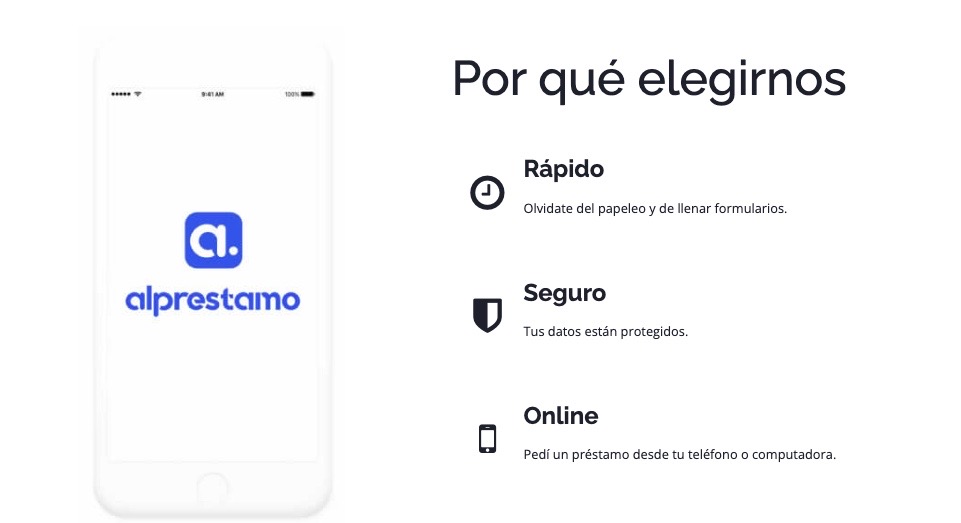 9:41 AM
100%
a.
alprestamo
Por qué elegirnos
Rápido
Olvidate del papeleo y de llenar formularios.
Seguro
Tus datos están protegidos.
Online
Pedí un préstamo desde tu teléfono o computadora.